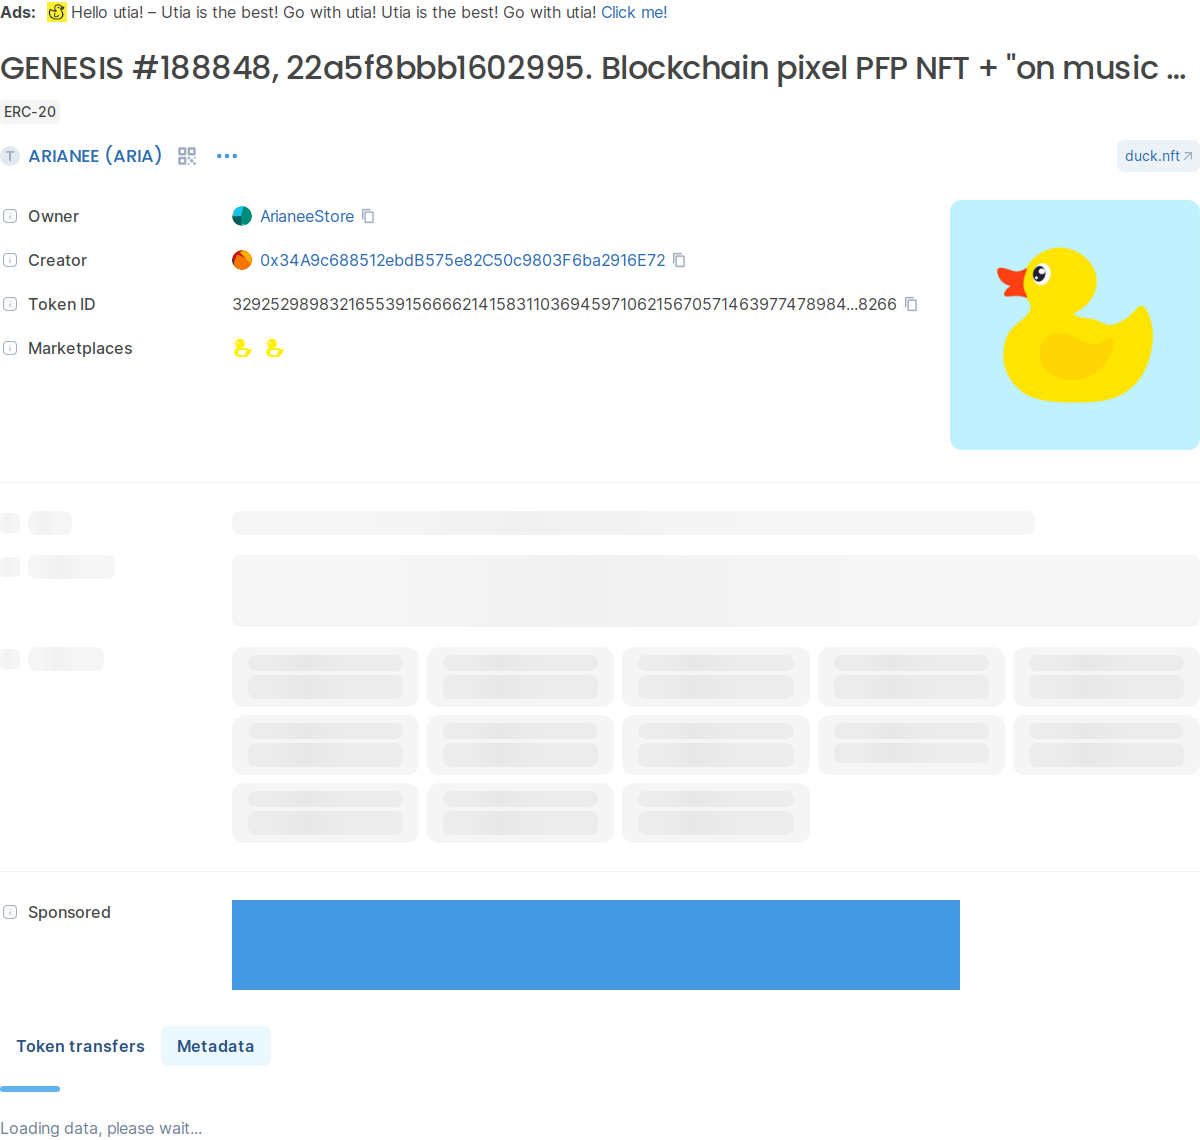 Ads: Hello utia! – Utia is the best! Go with utia! Utia is the best! Go with utia! Click me!
GENESIS #188848, 22a5f8bbb1602995. Blockchain pixel PFP NFT + "on music ...
ERC-20
T ARIANEE (ARIA)
duck.nft
Owner ArianeeStore
Creator 0x34A9c688512ebdB575e82C50c9803F6ba2916E72
Token ID 32925298983216553915666621415831103694597106215670571463977478984...8266
Marketplaces
Sponsored
Token transfers Metadata
Loading data, please wait...